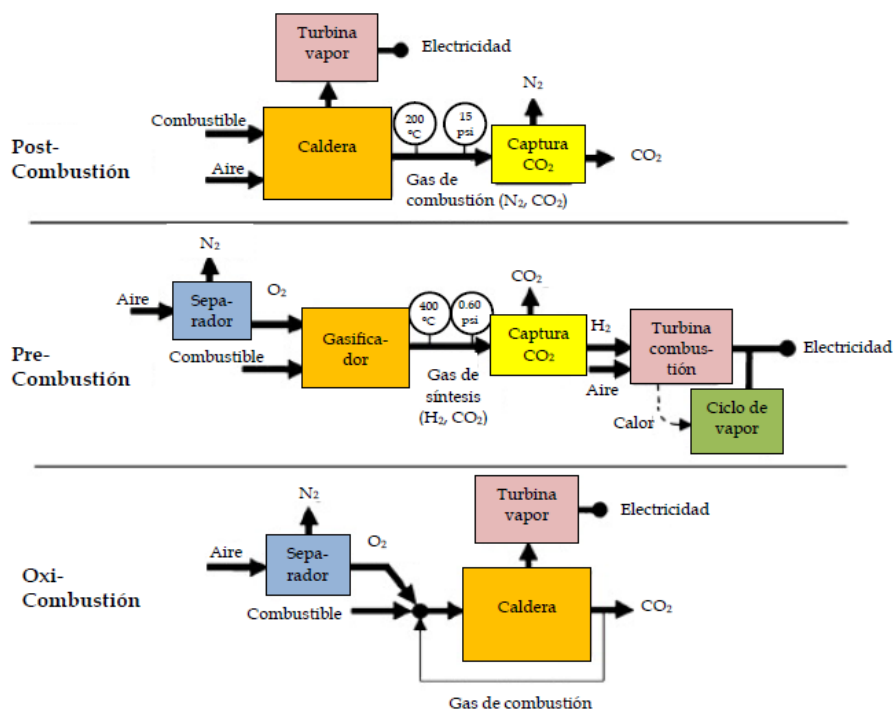 Turbina
vapor
Electricidad
N₂
Combustible
Aire
Caldera
200
°C
15
psi
Captura
CO₂
CO₂
Gas de
combustión (N₂, CO₂)
Post-
Combustión
N₂
Aire
Sepa-
rador
O₂
Combustible
Gasifica-
dor
400
°C
0.60
psi
Gas de
síntesis
(H₂, CO₂)
CO₂
Captura
CO₂
H₂
Aire
Turbina
combus-
tión
Electricidad
Calor
Ciclo de
vapor
Pre-
Combustión
Turbina
vapor
Electricidad
N₂
Aire
Sepa-
rador
O₂
Combustible
Caldera
CO₂
Gas de combustión
Oxi-
Combustión